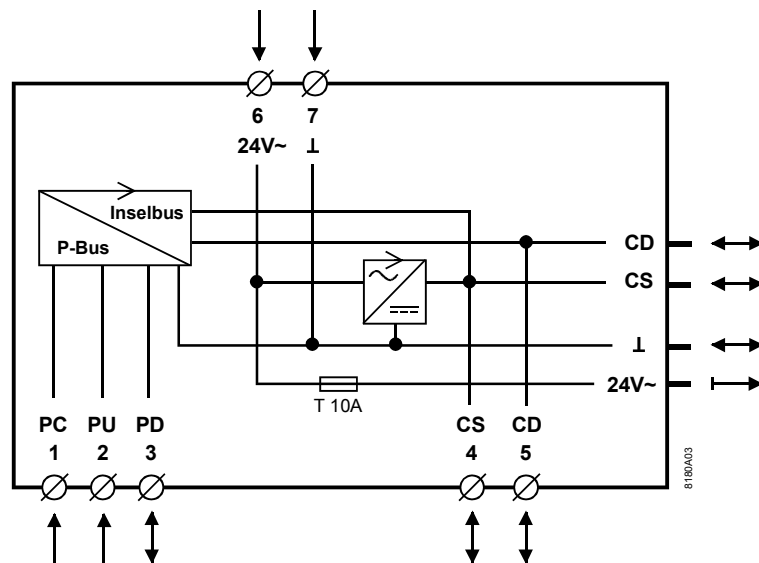 6 7
24V~ ⊥
Inselbus
P-Bus
CD
CS
⊥
24V~
T 10A
PC PU PD CS CD
1 2 3 4 5
8180A03